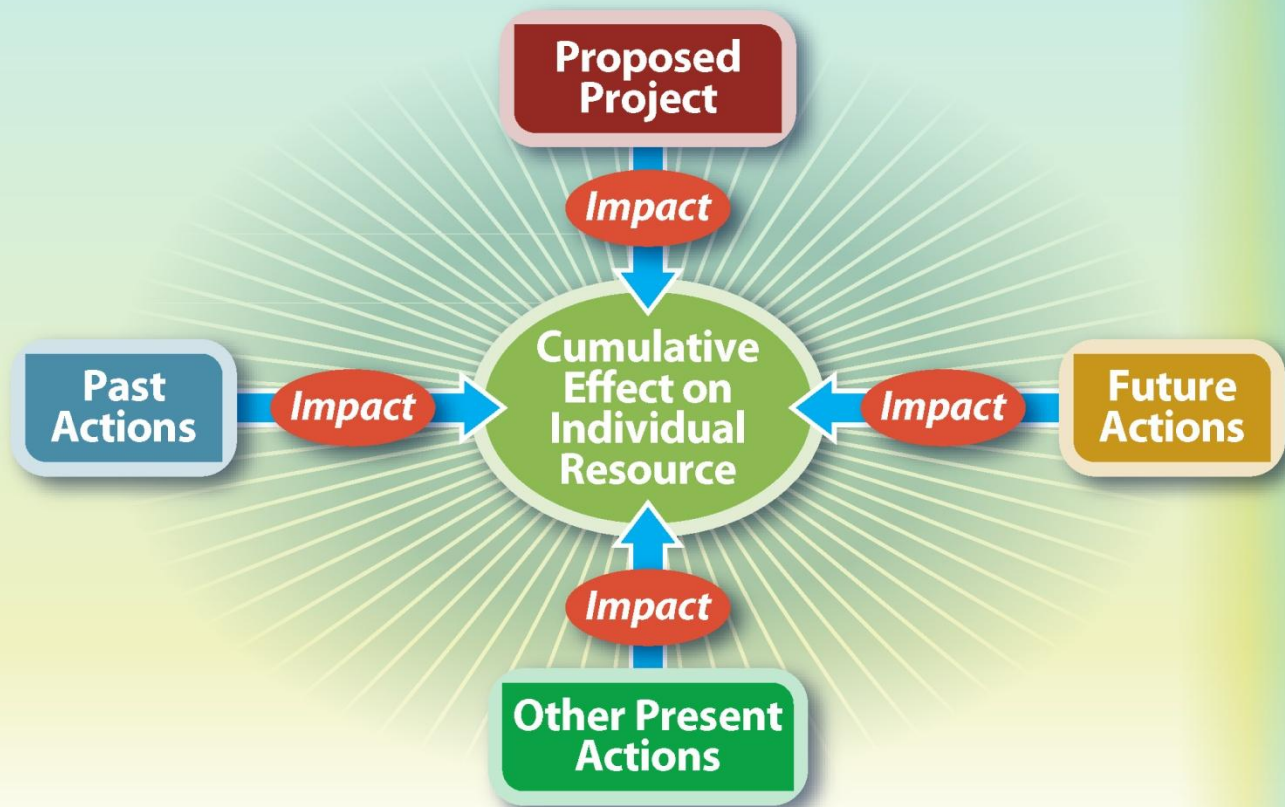 Proposed
Project
Impact
Past
Actions
Impact
Cumulative
Effect on
Individual
Resource
Impact
Future
Actions
Impact
Other Present
Actions